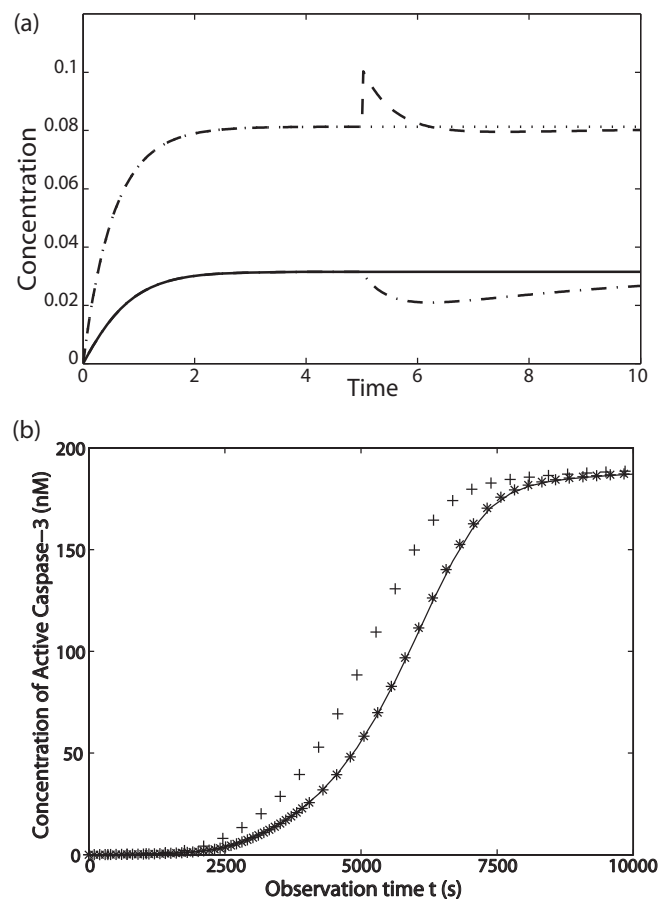 (a)
0.1
0.08
0.06
0.04
0.02
0
0 2 4 6 8 10
Concentration
Time
(b)
200
150
100
50
0
0 2500 5000 7500 10000
Concentration of Active Caspase−3 (nM)
Observation time t (s)